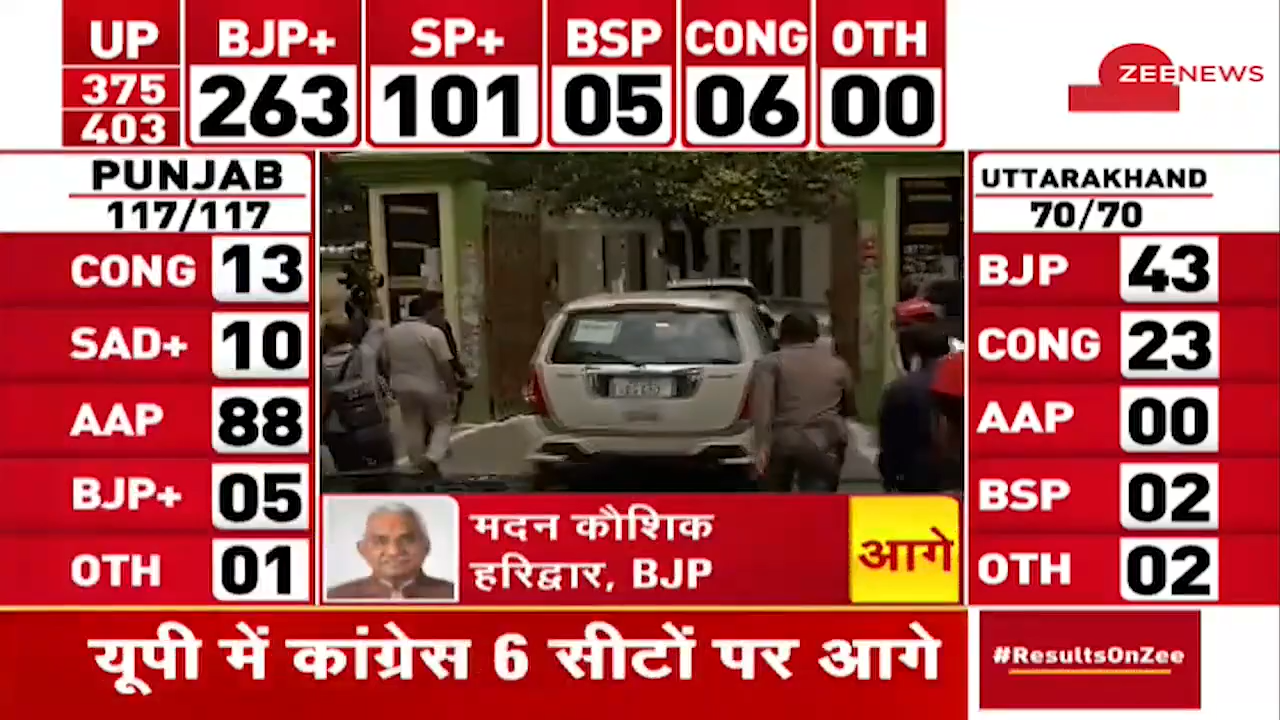 UP
375
403
BJP+
263
SP+
101
BSP
05
CONG
06
OTH
00
ZEENEWS
PUNJAB
117/117
CONG 13
SAD+ 10
AAP 88
BJP+ 05
OTH 01
UTTARAKHAND
70/70
BJP 43
CONG 23
AAP 00
BSP 02
OTH 02
मदन कौशिक
हरिद्वार, BJP
आगे
यूपी में कांग्रेस 6 सीटों पर आगे
#ResultsOnZee